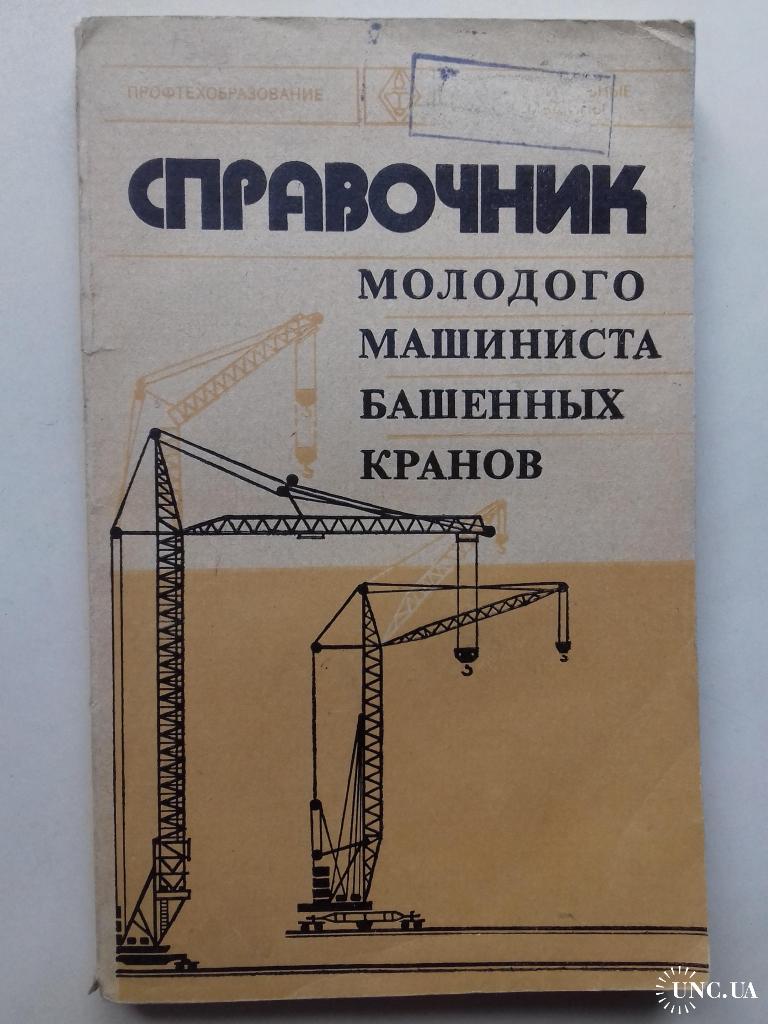 ПРОФТЕХОБРАЗОВАНИЕ
СПРАВОЧНИК
МОЛОДОГО
МАШИНИСТА
БАШЕННЫХ
КРАНОВ
UNC.UA